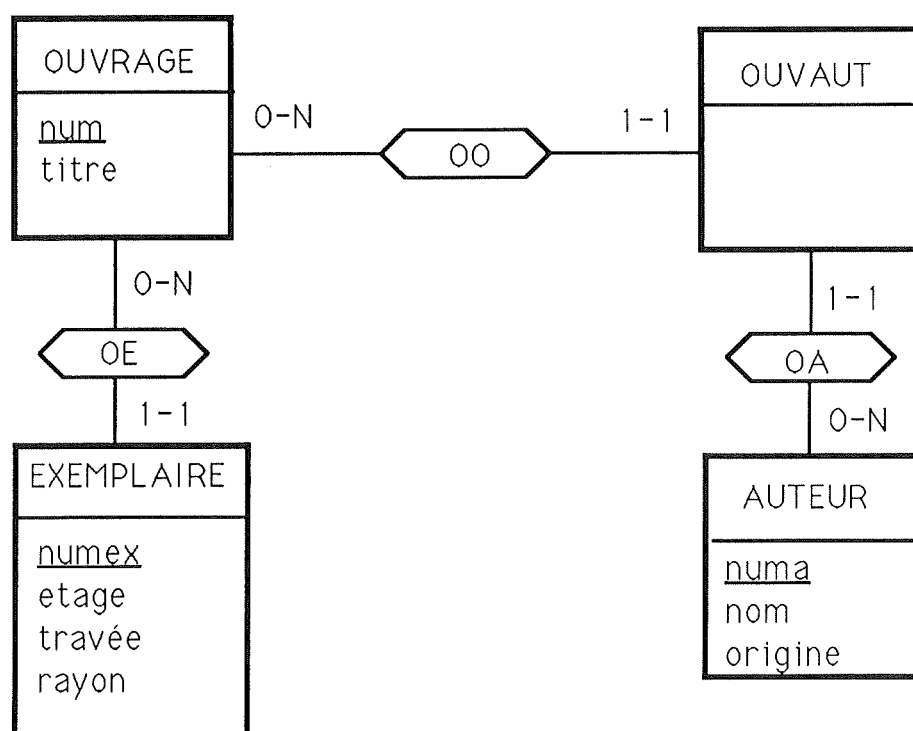 OUVRAGE
num
titre
0-N
OO
1-1
OUVAUT
0-N
OE
1-1
1-1
OA
0-N
EXEMPLAIRE
numex
etage
travée
rayon
AUTEUR
numa
nom
origine